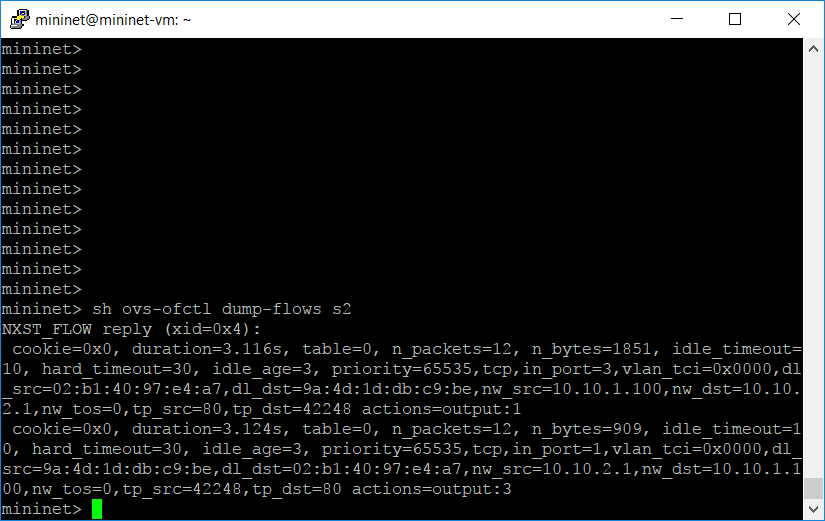 mininet@mininet-vm: ~
mininet>
mininet>
mininet>
mininet>
mininet>
mininet>
mininet>
mininet>
mininet>
mininet>
mininet>
mininet>
mininet>
mininet> sh ovs-ofctl dump-flows s2
NXST_FLOW reply (xid=0x4):
 cookie=0x0, duration=3.116s, table=0, n_packets=12, n_bytes=1851, idle_timeout=
10, hard_timeout=30, idle_age=3, priority=65535,tcp,in_port=3,vlan_tci=0x0000,dl
_src=02:b1:40:97:e4:a7,dl_dst=9a:4d:1d:db:c9:be,nw_src=10.10.1.100,nw_dst=10.10.
2.1,nw_tos=0,tp_src=80,tp_dst=42248 actions=output:1
 cookie=0x0, duration=3.124s, table=0, n_packets=12, n_bytes=909, idle_timeout=1
0, hard_timeout=30, idle_age=3, priority=65535,tcp,in_port=1,vlan_tci=0x0000,dl_
src=9a:4d:1d:db:c9:be,dl_dst=02:b1:40:97:e4:a7,nw_src=10.10.2.1,nw_dst=10.10.1.1
00,nw_tos=0,tp_src=42248,tp_dst=80 actions=output:3
mininet>